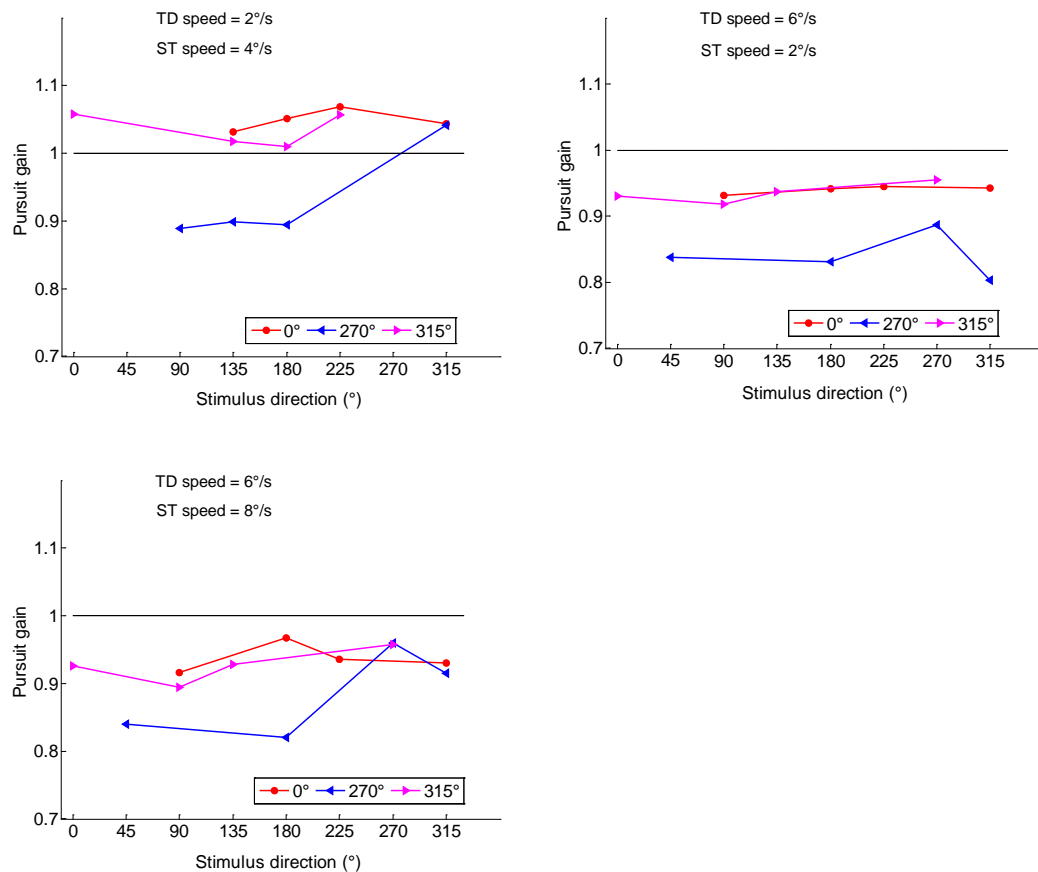 TD speed = 2°/s
ST speed = 4°/s
1.1
1
0.9
0.8
0.7
Pursuit gain
0° 270° 315°
0 45 90 135 180 225 270 315
Stimulus direction (°)
TD speed = 6°/s
ST speed = 2°/s
1.1
1
0.9
0.8
0.7
Pursuit gain
0° 270° 315°
0 45 90 135 180 225 270 315
Stimulus direction (°)
TD speed = 6°/s
ST speed = 8°/s
1.1
1
0.9
0.8
0.7
Pursuit gain
0° 270° 315°
0 45 90 135 180 225 270 315
Stimulus direction (°)